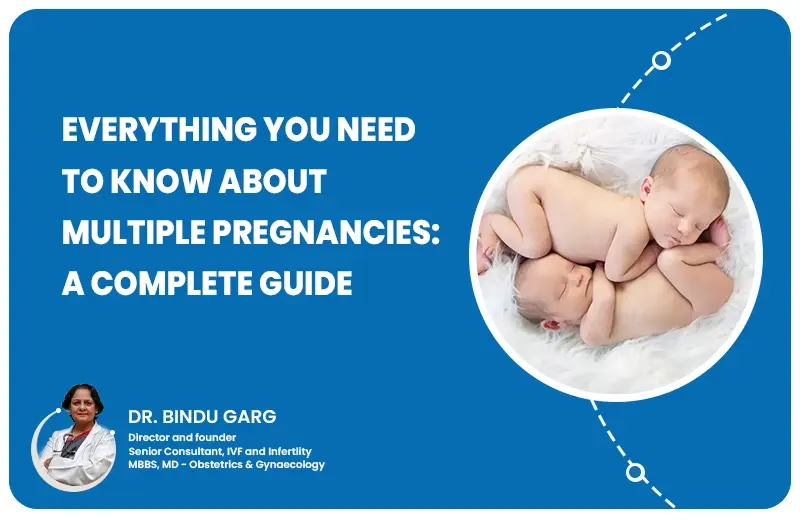 EVERYTHING YOU NEED
TO KNOW ABOUT
MULTIPLE PREGNANCIES:
A COMPLETE GUIDE
DR. BINDU GARG
Director and founder
Senior Consultant, IVF and Infertlity
MBBS, MD - Obstetrics & Gynaecology